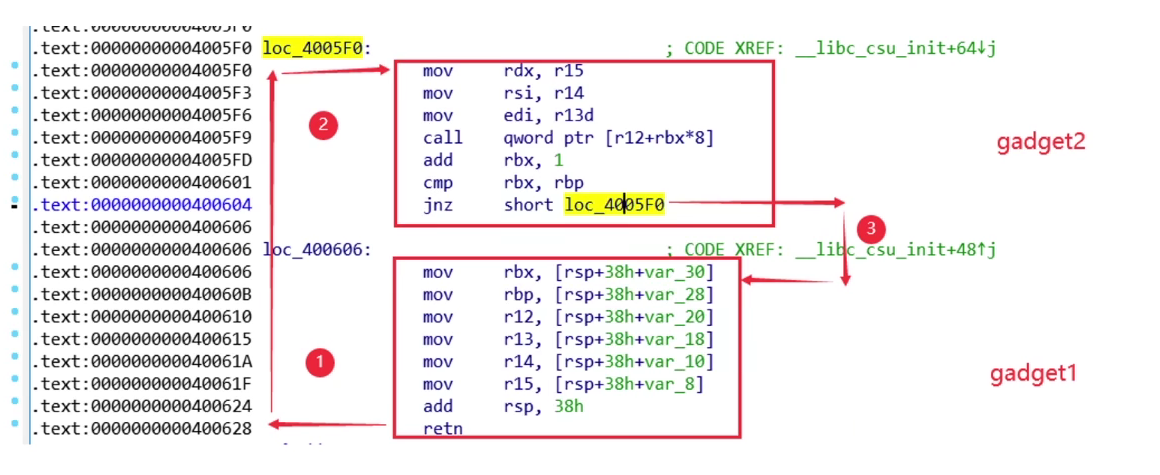 .text:00000000004005F0
.text:00000000004005F0 loc_4005F0: ; CODE XREF: __libc_csu_init+64↓j
.text:00000000004005F0 mov rdx, r15
.text:00000000004005F3 mov rsi, r14
.text:00000000004005F6 mov edi, r13d
.text:00000000004005F9 call qword ptr [r12+rbx*8]
.text:00000000004005FD add rbx, 1
.text:0000000000400601 cmp rbx, rbp
.text:0000000000400604 jnz short loc_4005F0
.text:0000000000400606
.text:0000000000400606 loc_400606: ; CODE XREF: __libc_csu_init+48↑j
.text:0000000000400606 mov rbx, [rsp+38h+var_30]
.text:000000000040060B mov rbp, [rsp+38h+var_28]
.text:0000000000400610 mov r12, [rsp+38h+var_20]
.text:0000000000400615 mov r13, [rsp+38h+var_18]
.text:000000000040061A mov r14, [rsp+38h+var_10]
.text:000000000040061F mov r15, [rsp+38h+var_8]
.text:0000000000400624 add rsp, 38h
.text:0000000000400628 retn
2
gadget2
3
1
gadget1